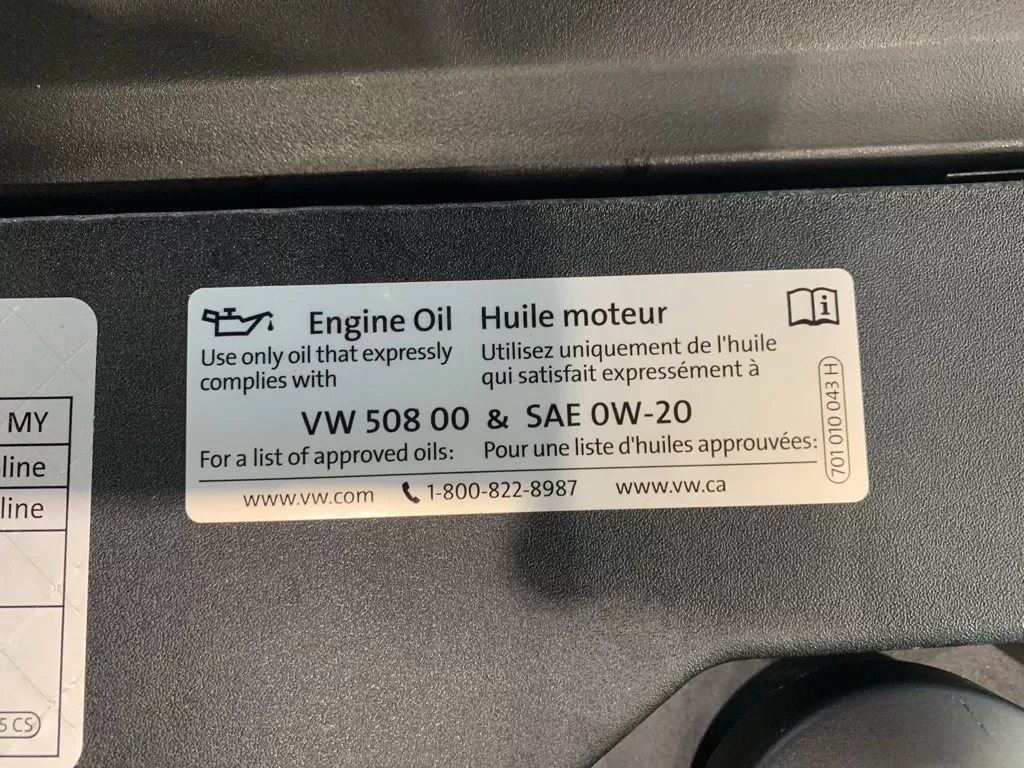 Engine Oil Huile moteur
Use only oil that expressly
complies with
Utilisez uniquement de l'huile
qui satisfait expressément à
VW 508 00 & SAE 0W-20
For a list of approved oils: Pour une liste d'huiles approuvées:
www.vw.com 1-800-822-8987 www.vw.ca
701 010 043 H
MY
line
line
5 CS